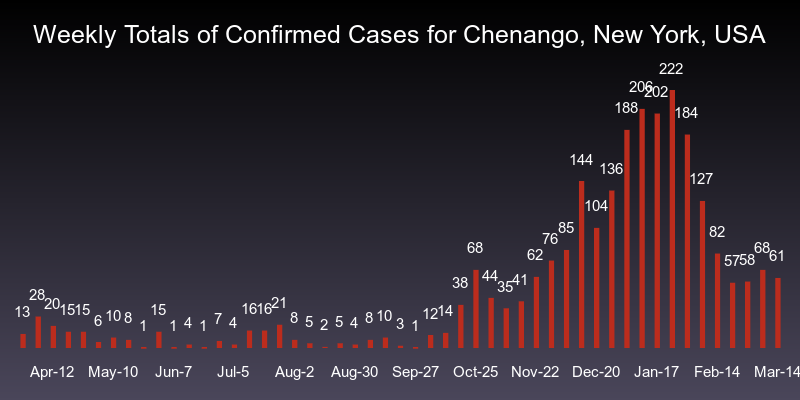 Weekly Totals of Confirmed Cases for Chenango, New York, USA
13 28 20 15 15 6 10 8 1 15 1 4 1 7 4 16 16 21 8 5 2 5 4 8 10 3 1 12 14 38 68 44 35 41 62 76 85 144 104 136 188 206 202 222 184 127 82 57 58 68 61
Apr-12 May-10 Jun-7 Jul-5 Aug-2 Aug-30 Sep-27 Oct-25 Nov-22 Dec-20 Jan-17 Feb-14 Mar-14